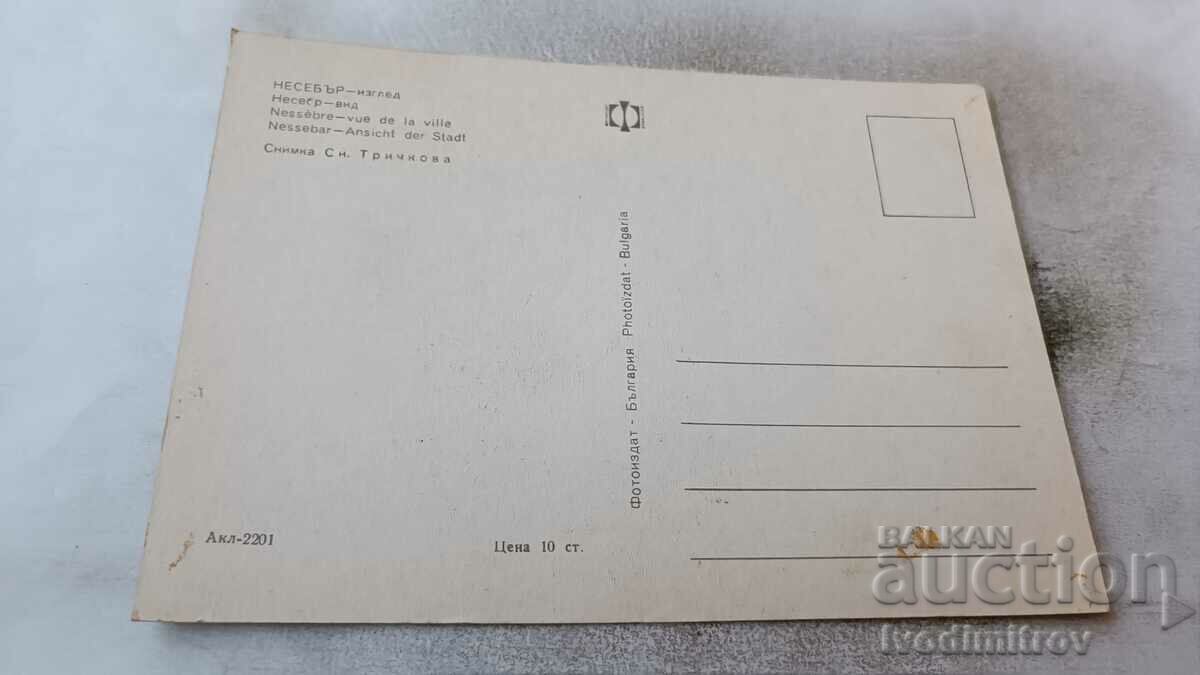 НЕСЕБЪР—изглед
Несебр—вид
Nessèbre—vue de la ville
Nessebar—Ansicht der Stadt
Снимка Сн. Тричкова
Фотоиздат - България Photoizdat - Bulgaria
Акл-2201
Цена 10 ст.
BALKAN
auction
Ivodimitrov